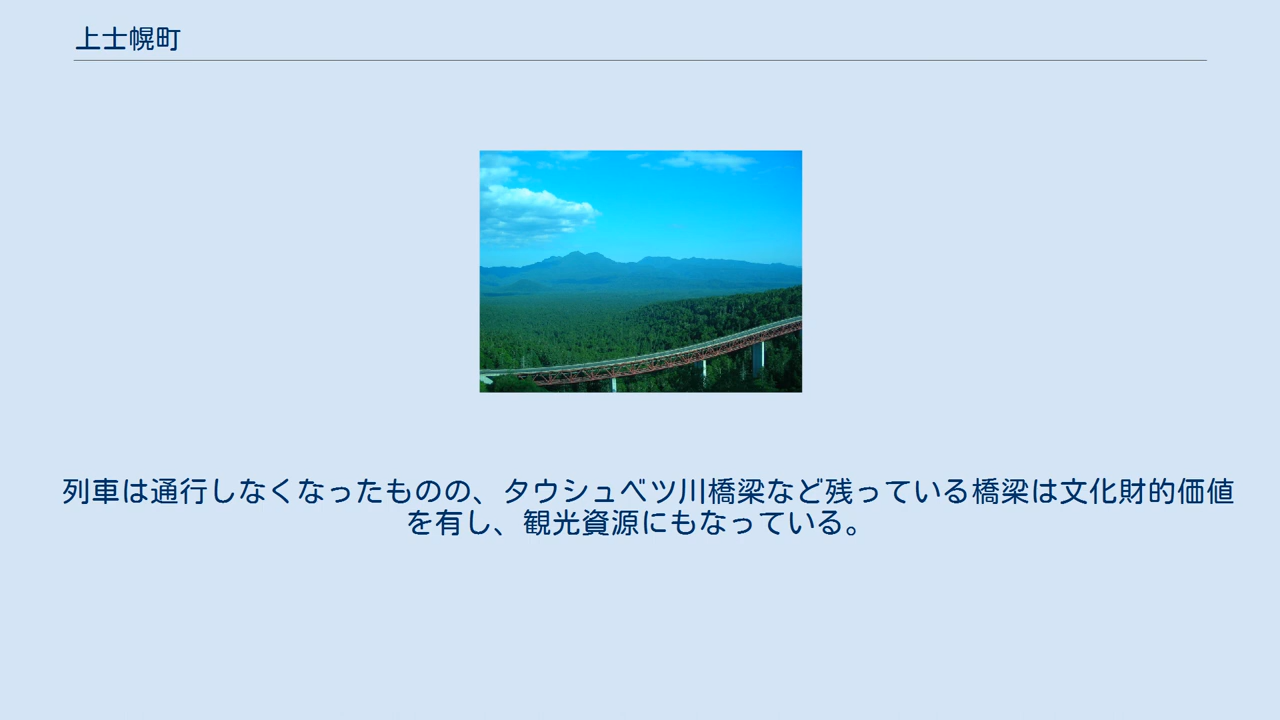 上士幌町
列車は通行しなくなったものの、タウシュベツ川橋梁など残っている橋梁は文化財的価値
を有し、観光資源にもなっている。